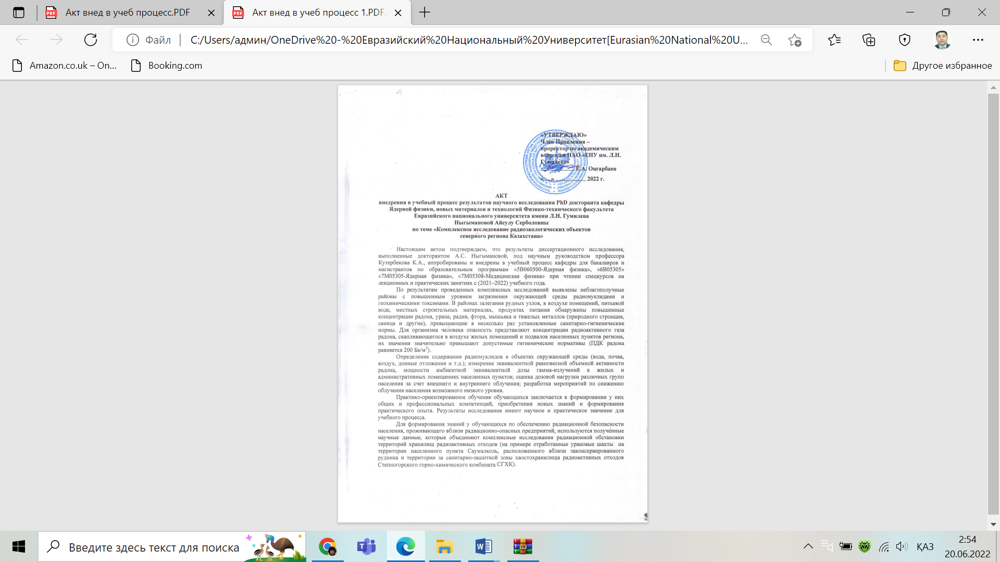 Акт внед в учеб процесс.PDF
Акт внед в учеб процесс 1.PDF
Файл
C:/Users/админ/OneDrive%20-%20Евразийский%20Национальный%20Университет[Eurasian%20National%20U...
Amazon.co.uk – On...
Booking.com
Другое избранное
«УТВЕРЖДАЮ»
Член Правления –
проректор по академическим
вопросам НАО «ЕНУ им. Л.Н.
Гумилева»
Е.А. Оңгарбаев
«___» ____________ 2022 г.
АКТ
внедрения в учебный процесс результатов научного исследования PhD докторанта кафедры
Ядерной физики, новых материалов и технологий Физико-технического факультета
Евразийского национального университета имени Л.Н. Гумилева
Ныгымановой Айсулу Серболовны
по теме «Комплексное исследование радиоэкологических объектов
северного региона Казахстана»
Настоящим актом подтверждаем, что результаты диссертационного исследования,
выполненные докторантом А.С. Ныгымановой, под научным руководством профессора
Кутербекова К.А., аппробированы и внедрены в учебный процесс кафедры для бакалавров и
магистрантов по образовательным программам «5В060500-Ядерная физика», «6В05305»
«7М05305-Ядерная физика», «7М05308-Медицинская физика» при чтении спецкурсов на
лекционных и практических занятиях с (2021–2022) учебного года.
По результатам проведенных комплексных исследований выявлены неблагополучные
районы с повышенным уровнем загрязнения окружающей среды радионуклидами и
геохимическими токсинами. В районах залегания рудных узлов, в воздухе помещений, питьевой
воде, местных строительных материалах, продуктах питания обнаружены повышенные
концентрации радона, урана, радия, фтора, мышьяка и тяжелых металлов (природного стронция,
свинца и другие), превышающие в несколько раз установленные санитарно-гигиенические
нормы. Для организма человека опасность представляют концентрации радиоактивного газа
радона, скапливающегося в воздухе жилых помещений и подвалов населенных пунктов региона,
их значения значительно превышают допустимые гигиенические нормативы (ПДК радона
равняется 200 Бк/м³).
Определение содержания радионуклидов в объектах окружающей среды (вода, почва,
воздух, донные отложения и т.д.); измерение эквивалентной равновесной объемной активности
радона, мощности амбиентной эквивалентной дозы гамма-излучений в жилых и
административных помещениях населенных пунктов; оценка дозовой нагрузки различных групп
населения за счет внешнего и внутреннего облучения; разработка мероприятий по снижению
облучения населения возможного низкого уровня.
Практико-ориентированное обучение обучающихся заключается в формировании у них
общих и профессиональных компетенций, приобретения новых знаний и формирования
практического опыта. Результаты исследования имеют научное и практическое значение для
учебного процесса.
Для формирования знаний у обучающихся по обеспечению радиационной безопасности
населения, проживающего вблизи радиационно-опасных предприятий, используются полученные
научные данные, которые объединяют комплексные исследования радиационной обстановки
территорий хранилищ радиоактивных отходов (на примере отработанные урановые шахты на
территории населенного пункта Саумалколь, расположенного вблизи законсервированного
рудника и территории за санитарно-защитной зоны хвостохранилища радиоактивных отходов
Степногорского горно-химического комбината СГХК).
Введите здесь текст для поиска
ҚАЗ
2:54
20.06.2022